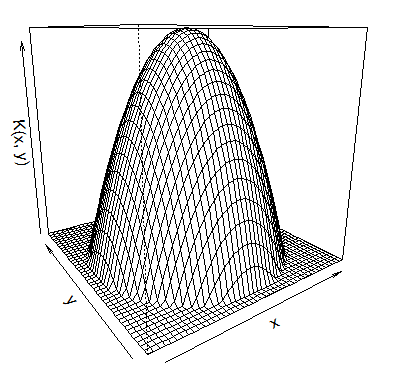 K(x, y)
y
x